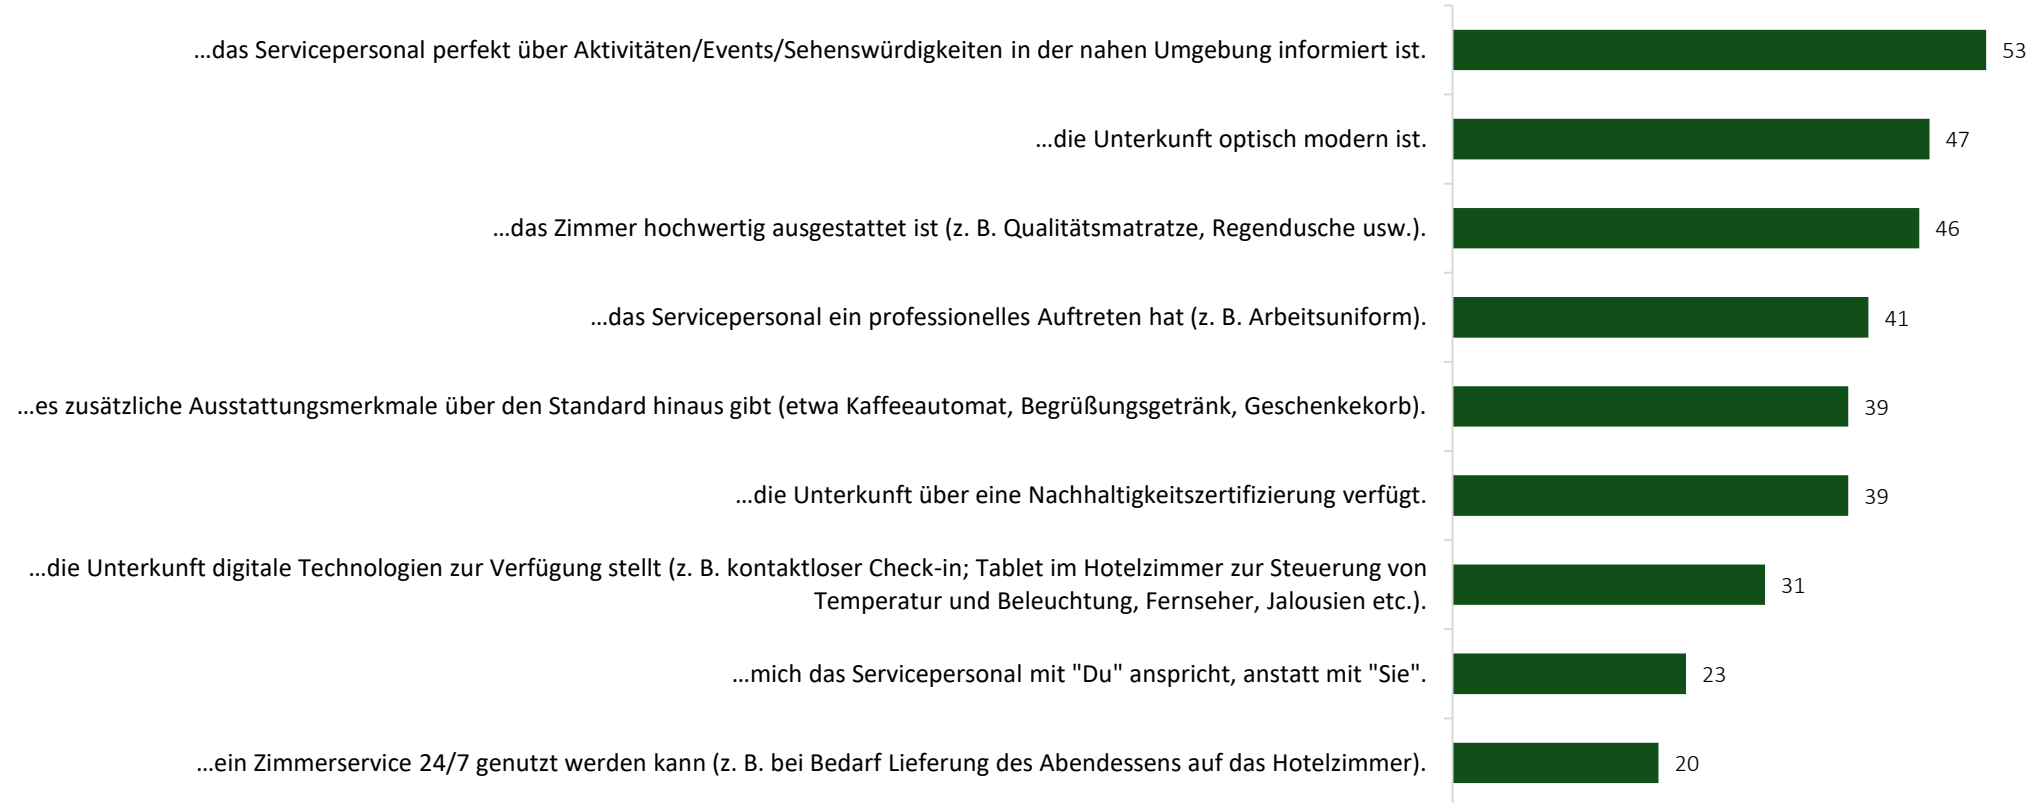 ...das Servicepersonal perfekt über Aktivitäten/Events/Sehenswürdigkeiten in der nahen Umgebung informiert ist. 53
...die Unterkunft optisch modern ist. 47
...das Zimmer hochwertig ausgestattet ist (z. B. Qualitätsmatratze, Regendusche usw.). 46
...das Servicepersonal ein professionelles Auftreten hat (z. B. Arbeitsuniform). 41
...es zusätzliche Ausstattungsmerkmale über den Standard hinaus gibt (etwa Kaffeeautomat, Begrüßungsgetränk, Geschenkekorb). 39
...die Unterkunft über eine Nachhaltigkeitszertifizierung verfügt. 39
...die Unterkunft digitale Technologien zur Verfügung stellt (z. B. kontaktloser Check-in; Tablet im Hotelzimmer zur Steuerung von
Temperatur und Beleuchtung, Fernseher, Jalousien etc.). 31
...mich das Servicepersonal mit "Du" anspricht, anstatt mit "Sie". 23
...ein Zimmerservice 24/7 genutzt werden kann (z. B. bei Bedarf Lieferung des Abendessens auf das Hotelzimmer). 20